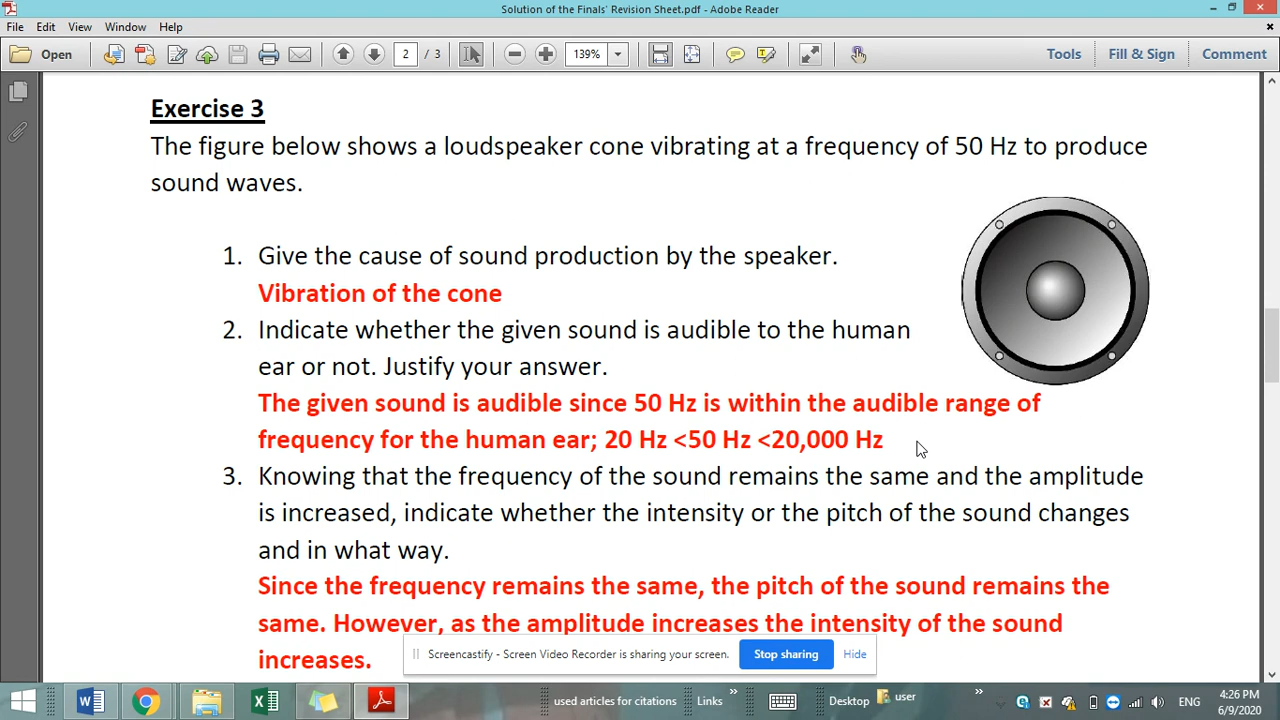 Solution of the Finals' Revision Sheet.pdf - Adobe Reader
File Edit View Window Help
Open 2 / 3 139% Tools Fill & Sign Comment
Exercise 3
The figure below shows a loudspeaker cone vibrating at a frequency of 50 Hz to produce
sound waves.
1. Give the cause of sound production by the speaker.
Vibration of the cone
2. Indicate whether the given sound is audible to the human
ear or not. Justify your answer.
The given sound is audible since 50 Hz is within the audible range of
frequency for the human ear; 20 Hz <50 Hz <20,000 Hz
3. Knowing that the frequency of the sound remains the same and the amplitude
is increased, indicate whether the intensity or the pitch of the sound changes
and in what way.
Since the frequency remains the same, the pitch of the sound remains the
same. However, as the amplitude increases the intensity of the sound
increases.
Screencastify - Screen Video Recorder is sharing your screen. Stop sharing Hide
used articles for citations Links » Desktop user » ENG
4:26 PM
6/9/2020